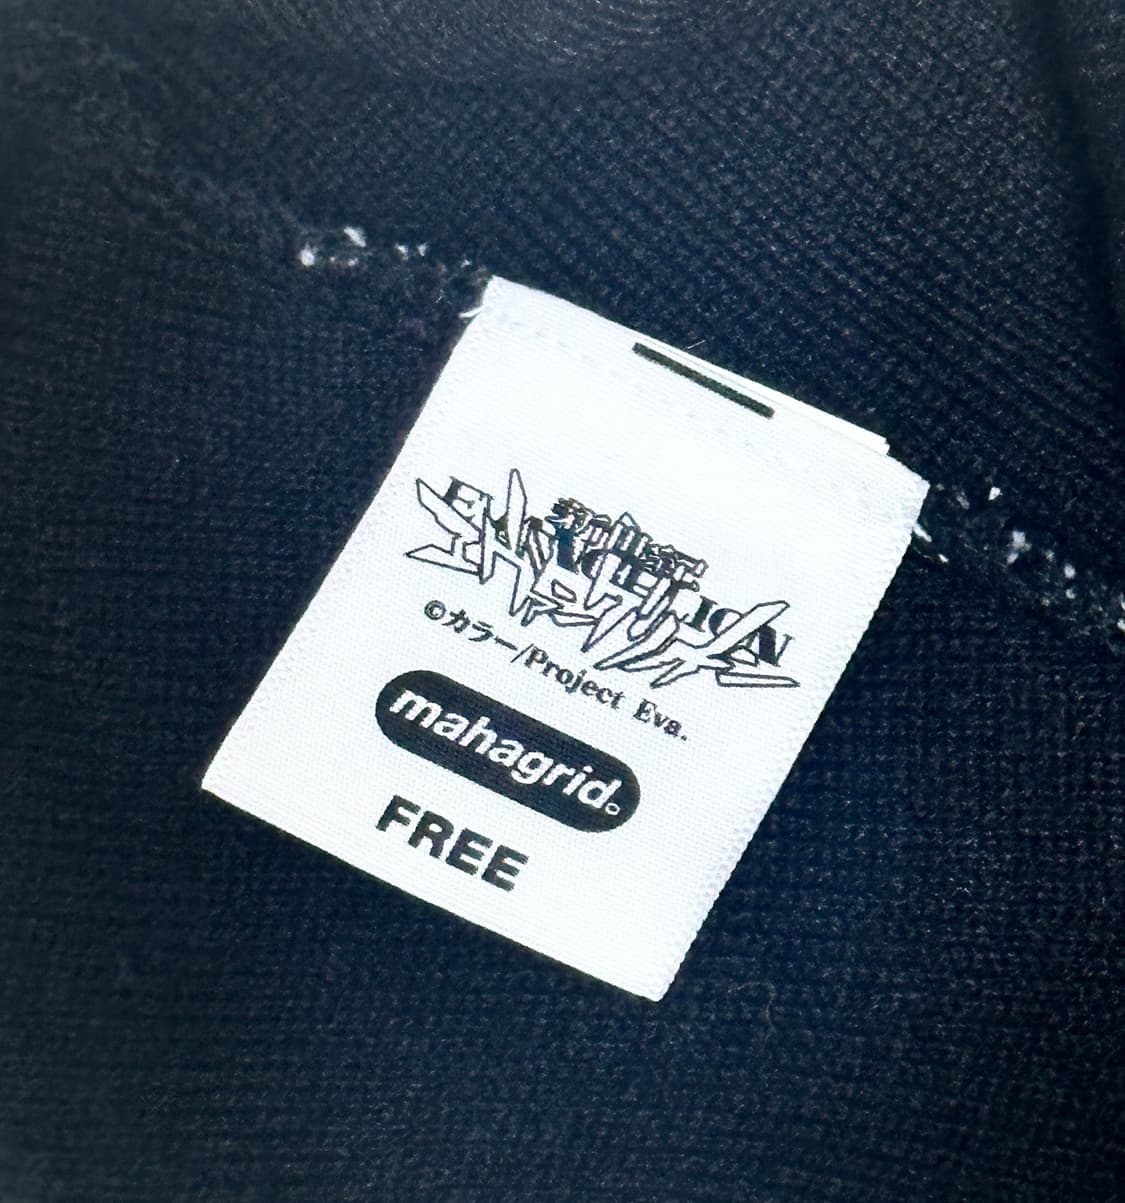 新世紀
EVANGELION
エヴァンゲリオン
©カラー/Project Eva.
mahagrid
FREE